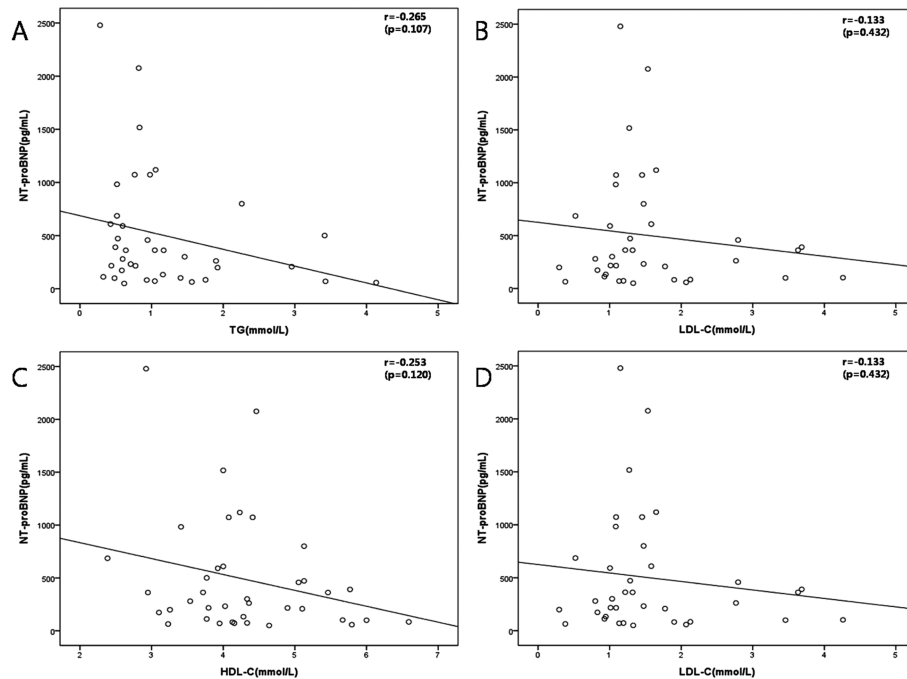 A
r=-0.265
(p=0.107)
NT-proBNP(pg/mL)
2500
2000
1500
1000
500
0
0 1 2 3 4 5
TG(mmol/L)
B
r=-0.133
(p=0.432)
NT-proBNP(pg/mL)
2500
2000
1500
1000
500
0
0 1 2 3 4 5
LDL-C(mmol/L)
C
r=-0.253
(p=0.120)
NT-proBNP(pg/mL)
2500
2000
1500
1000
500
0
2 3 4 5 6 7
HDL-C(mmol/L)
D
r=-0.133
(p=0.432)
NT-proBNP(pg/mL)
2500
2000
1500
1000
500
0
0 1 2 3 4 5
LDL-C(mmol/L)